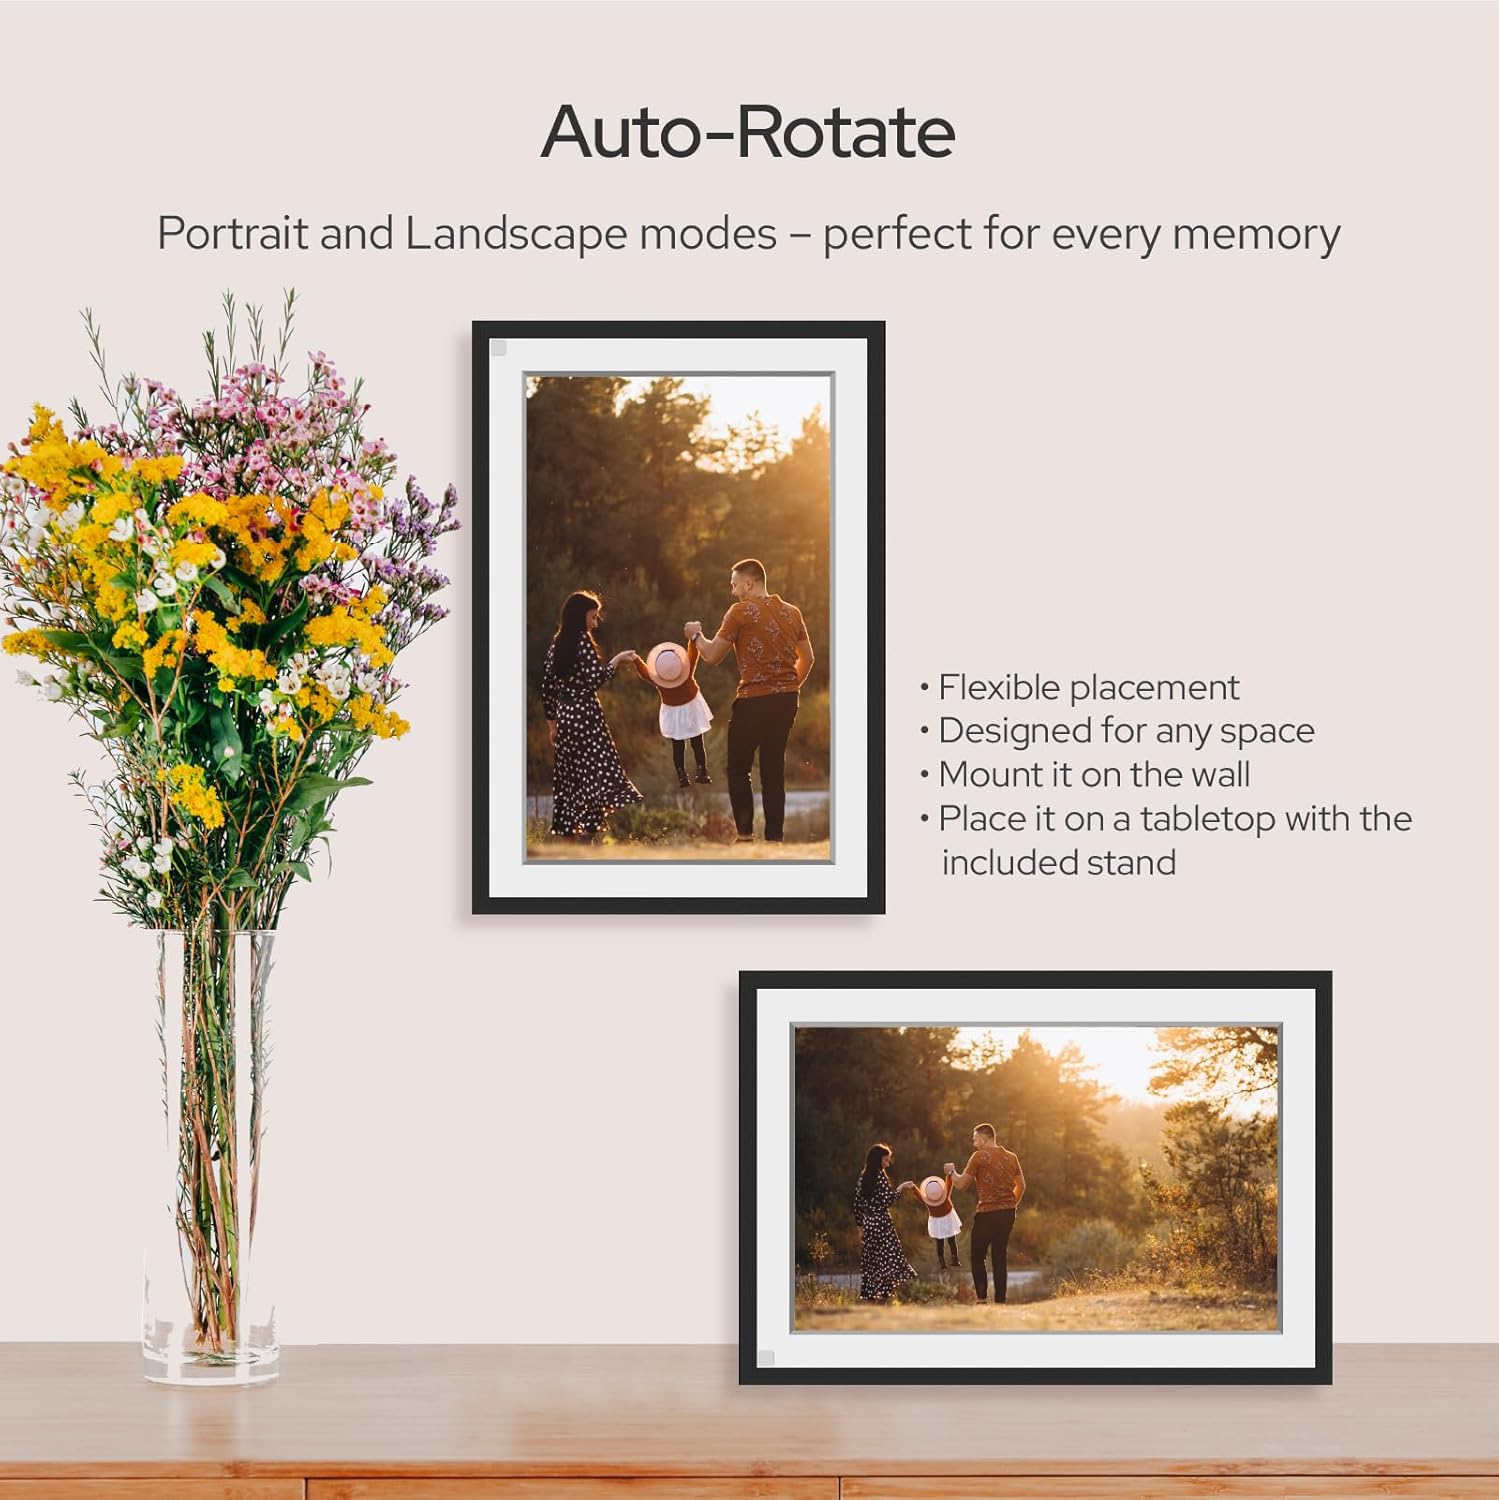 Auto-Rotate
Portrait and Landscape modes – perfect for every memory
• Flexible placement
• Designed for any space
• Mount it on the wall
• Place it on a tabletop with the
included stand